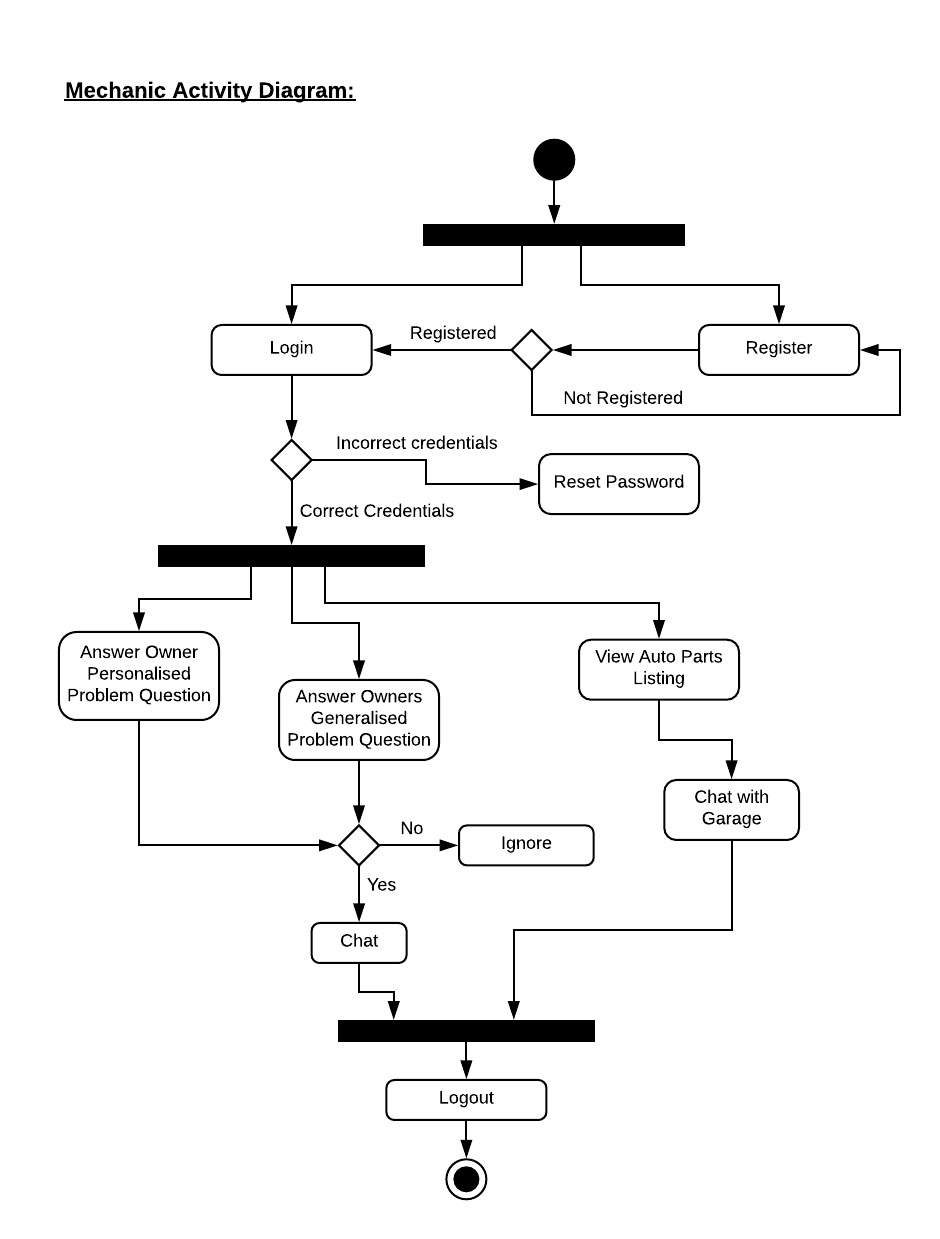 Mechanic Activity Diagram:
Registered
Login
Register
Not Registered
Incorrect credentials
Reset Password
Correct Credentials
Answer Owner
Personalised
Problem Question
Answer Owners
Generalised
Problem Question
View Auto Parts
Listing
Chat with
Garage
No
Ignore
Yes
Chat
Logout